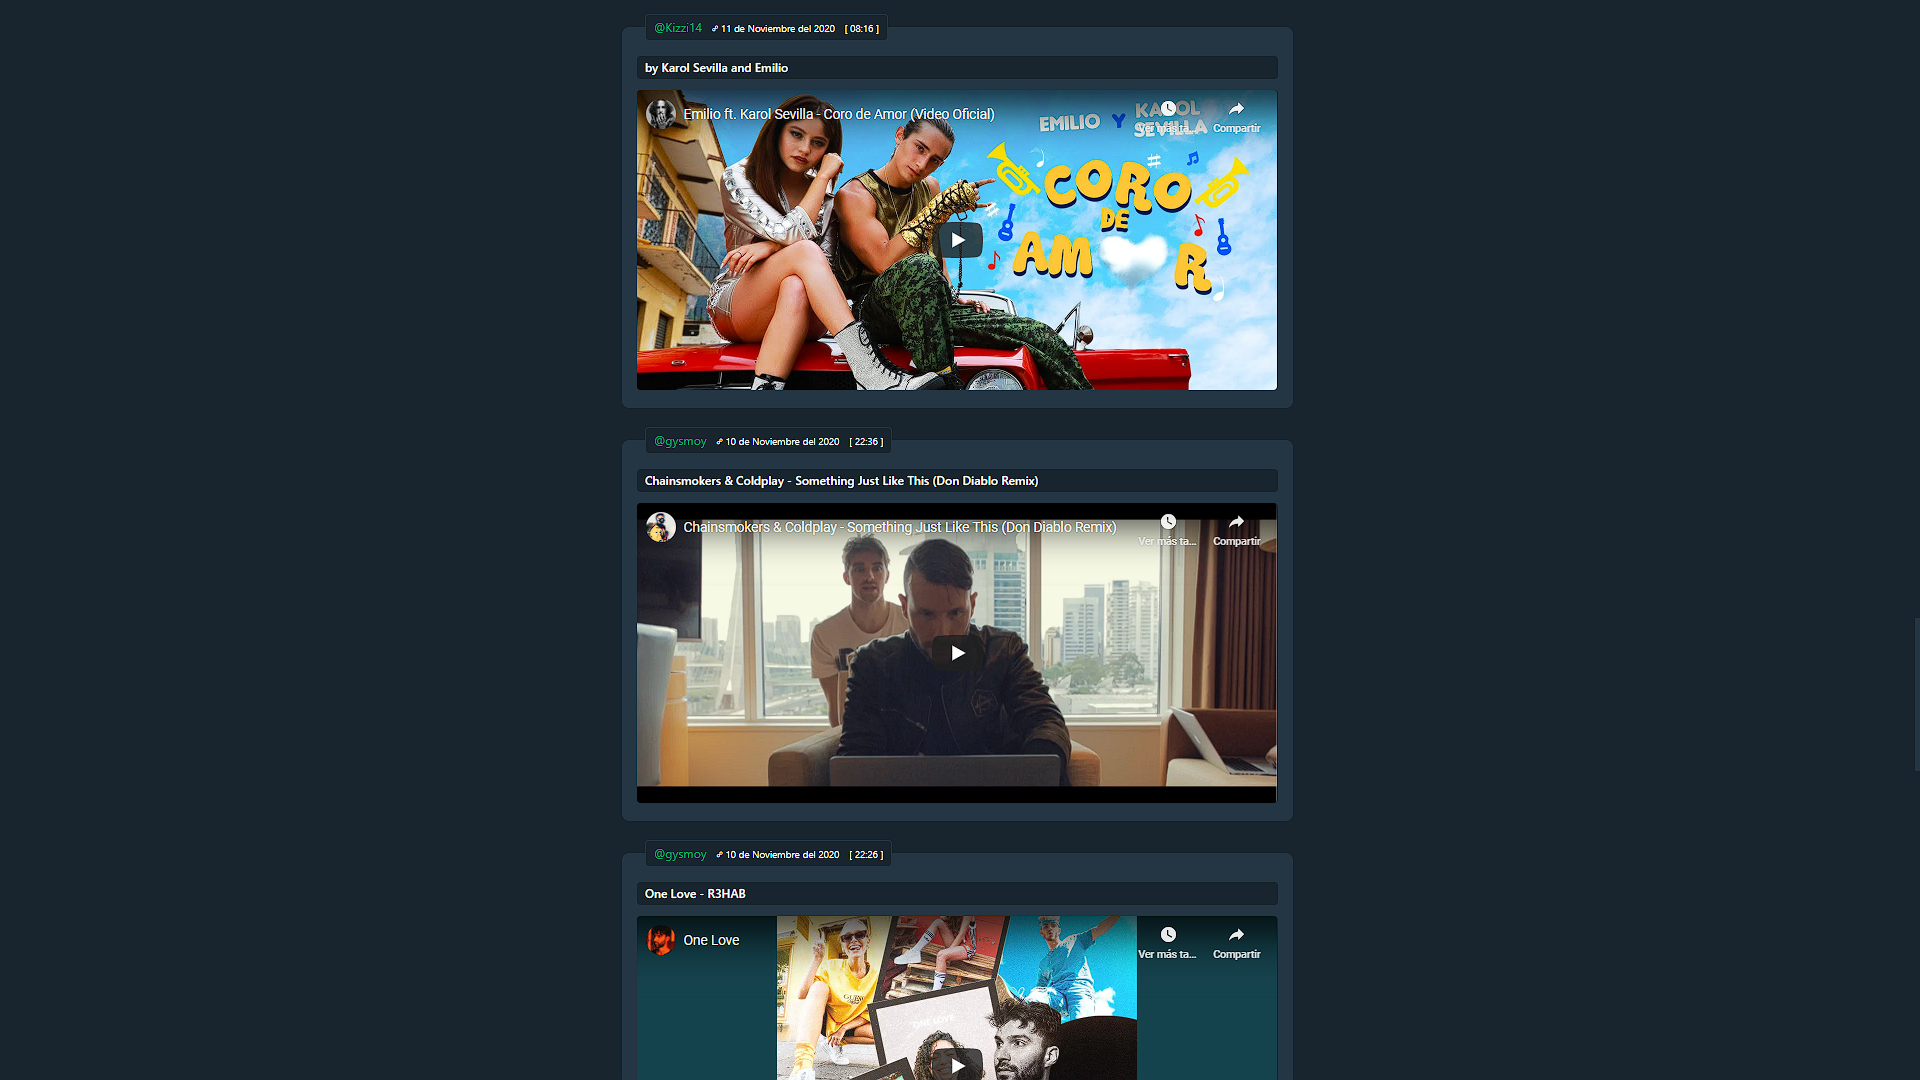 @Kizzi14 11 de Noviembre del 2020 [ 08:16 ]
by Karol Sevilla and Emilio
Emilio ft. Karol Sevilla - Coro de Amor (Video Oficial)
Ver más ta... Compartir
EMILIO Y KAROL SEVILLA
CORO
DE
AMOR
@gysmoy 10 de Noviembre del 2020 [ 22:36 ]
Chainsmokers & Coldplay - Something Just Like This (Don Diablo Remix)
Chainsmokers & Coldplay - Something Just Like This (Don Diablo Remix)
Ver más ta... Compartir
@gysmoy 10 de Noviembre del 2020 [ 22:26 ]
One Love - R3HAB
One Love
Ver más ta... Compartir
ONE LOVE